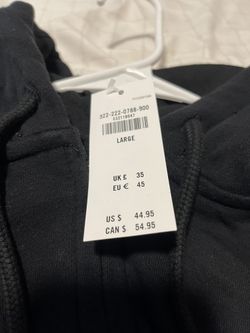 322-222-0788-900
LARGE
UK £ 35
EU € 45
US $ 44.95
CAN $ 54.95